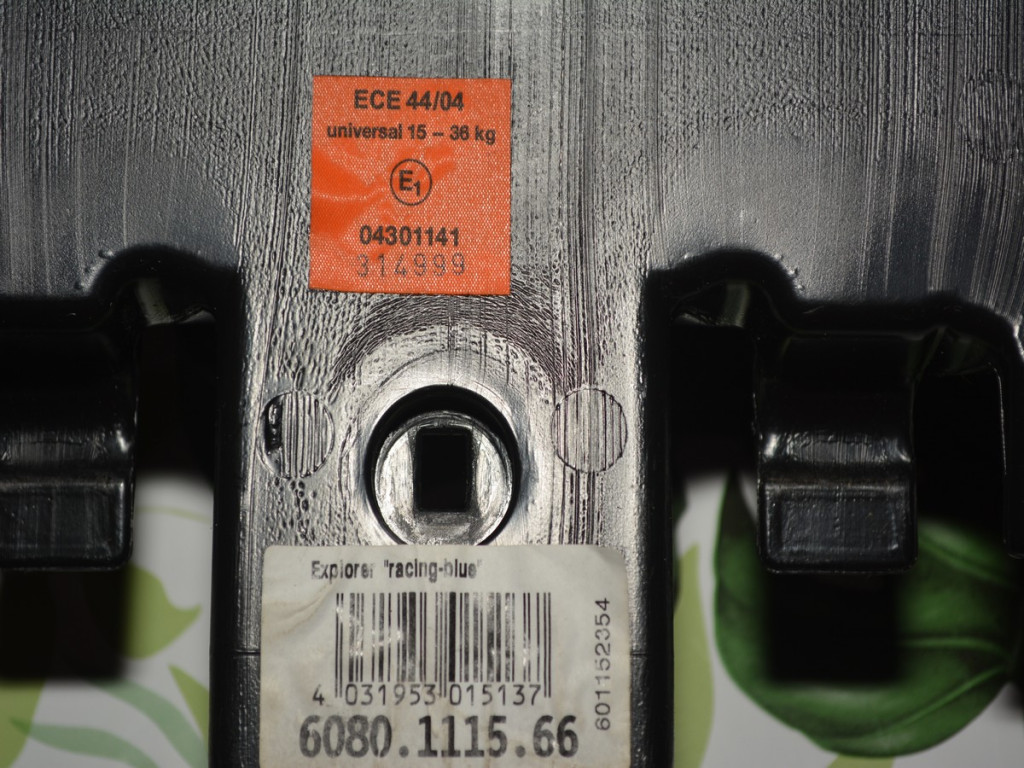 ECE 44/04
universal 15 – 36 kg
E1
04301141
314999
Explorer "racing-blue"
4 031953 015137
6080.1115.66
601152354